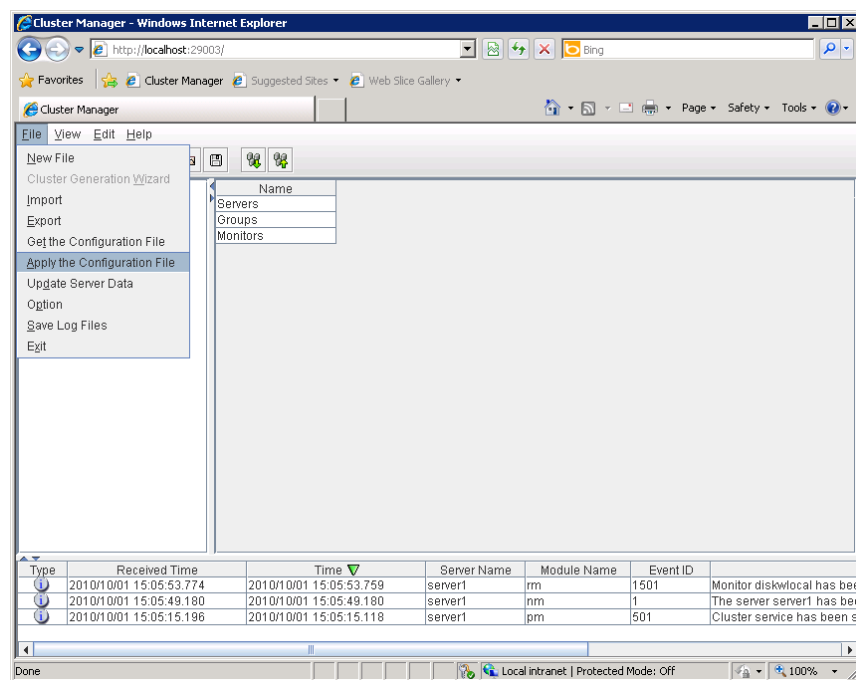 Cluster Manager - Windows Internet Explorer
http://localhost:29003/
Bing
Favorites Cluster Manager Suggested Sites Web Slice Gallery
Cluster Manager Page Safety Tools
File View Edit Help
New File
Cluster Generation Wizard
Import
Export
Get the Configuration File
Apply the Configuration File
Update Server Data
Option
Save Log Files
Exit
Name
Servers
Groups
Monitors
Type Received Time Time Server Name Module Name Event ID
2010/10/01 15:05:53.774 2010/10/01 15:05:53.759 server1 rm 1501 Monitor diskwlocal has bee
2010/10/01 15:05:49.180 2010/10/01 15:05:49.180 server1 nm 1 The server server1 has be
2010/10/01 15:05:15.196 2010/10/01 15:05:15.118 server1 pm 501 Cluster service has been s
Done Local intranet | Protected Mode: Off 100%